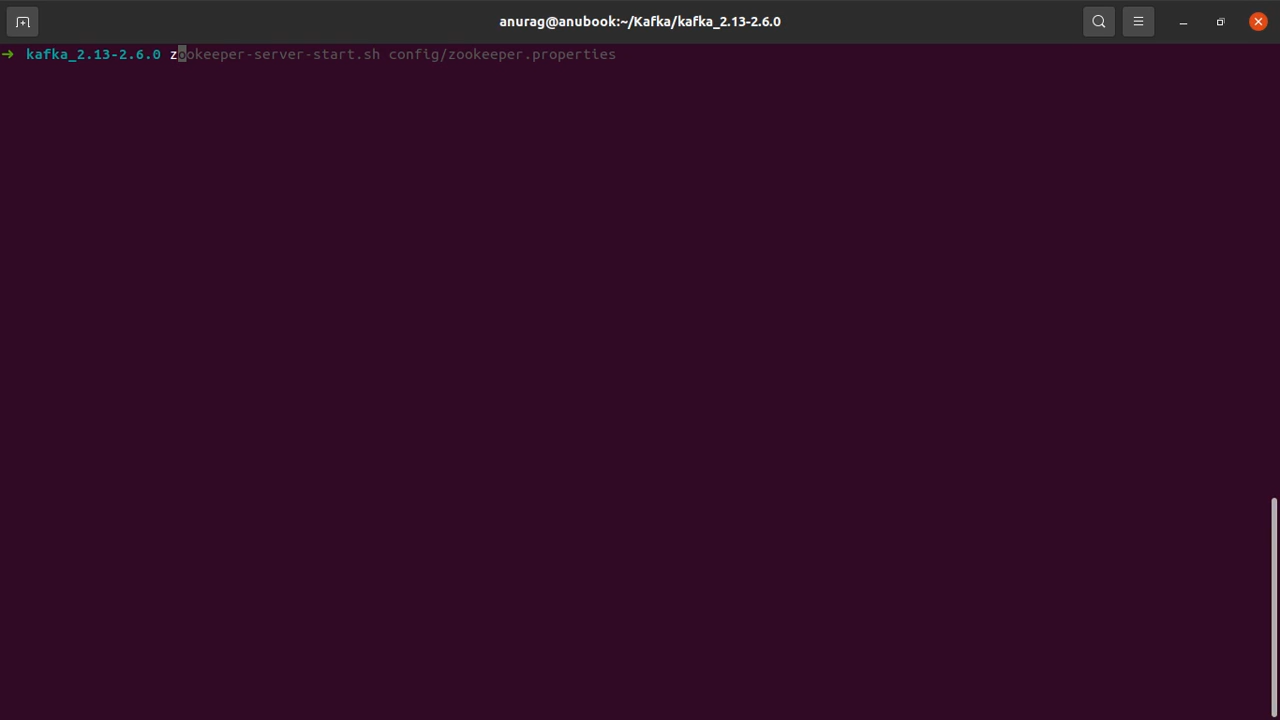 anurag@anubook:~/Kafka/kafka_2.13-2.6.0
➜ kafka_2.13-2.6.0 zookeeper-server-start.sh config/zookeeper.properties